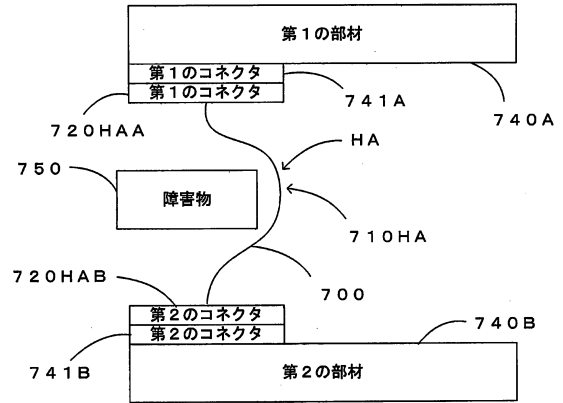 第１の部材
第１のコネクタ
第１のコネクタ
７４１Ａ
７４０Ａ
７２０ＨＡＡ
ＨＡ
７５０
障害物
７１０ＨＡ
７２０ＨＡＢ
７００
第２のコネクタ
第２のコネクタ
７４０Ｂ
７４１Ｂ
第２の部材